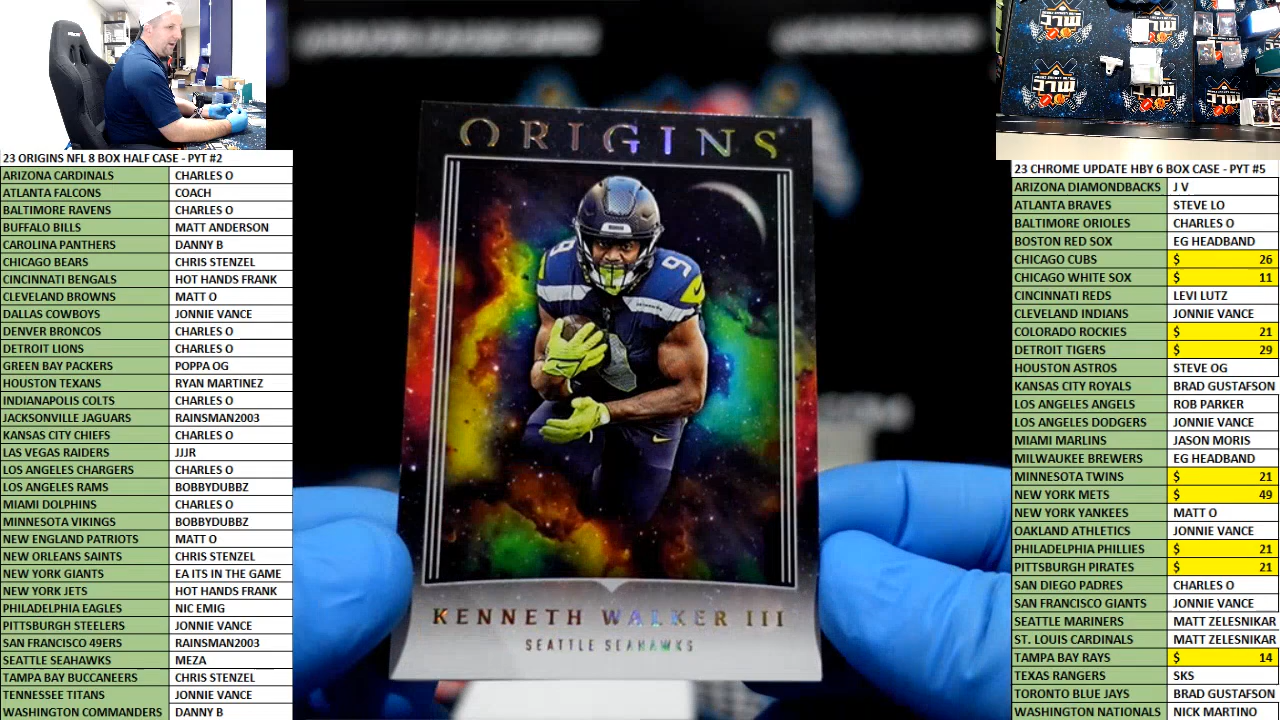 23 ORIGINS NFL 8 BOX HALF CASE - PYT #2
ARIZONA CARDINALS CHARLES O
ATLANTA FALCONS COACH
BALTIMORE RAVENS CHARLES O
BUFFALO BILLS MATT ANDERSON
CAROLINA PANTHERS DANNY B
CHICAGO BEARS CHRIS STENZEL
CINCINNATI BENGALS HOT HANDS FRANK
CLEVELAND BROWNS MATT O
DALLAS COWBOYS JONNIE VANCE
DENVER BRONCOS CHARLES O
DETROIT LIONS CHARLES O
GREEN BAY PACKERS POPPA OG
HOUSTON TEXANS RYAN MARTINEZ
INDIANAPOLIS COLTS CHARLES O
JACKSONVILLE JAGUARS RAINSMAN2003
KANSAS CITY CHIEFS CHARLES O
LAS VEGAS RAIDERS JJJR
LOS ANGELES CHARGERS CHARLES O
LOS ANGELES RAMS BOBBYDUBBZ
MIAMI DOLPHINS CHARLES O
MINNESOTA VIKINGS BOBBYDUBBZ
NEW ENGLAND PATRIOTS MATT O
NEW ORLEANS SAINTS CHRIS STENZEL
NEW YORK GIANTS EA ITS IN THE GAME
NEW YORK JETS HOT HANDS FRANK
PHILADELPHIA EAGLES NIC EMIG
PITTSBURGH STEELERS JONNIE VANCE
SAN FRANCISCO 49ERS RAINSMAN2003
SEATTLE SEAHAWKS MEZA
TAMPA BAY BUCCANEERS CHRIS STENZEL
TENNESSEE TITANS JONNIE VANCE
WASHINGTON COMMANDERS DANNY B
ORIGINS
9
9
KENNETH WALKER III
SEATTLE SEAHAWKS
23 CHROME UPDATE HBY 6 BOX CASE - PYT #5
ARIZONA DIAMONDBACKS J V
ATLANTA BRAVES STEVE LO
BALTIMORE ORIOLES CHARLES O
BOSTON RED SOX EG HEADBAND
CHICAGO CUBS $ 26
CHICAGO WHITE SOX $ 11
CINCINNATI REDS LEVI LUTZ
CLEVELAND INDIANS JONNIE VANCE
COLORADO ROCKIES $ 21
DETROIT TIGERS $ 29
HOUSTON ASTROS STEVE OG
KANSAS CITY ROYALS BRAD GUSTAFSON
LOS ANGELES ANGELS ROB PARKER
LOS ANGELES DODGERS JONNIE VANCE
MIAMI MARLINS JASON MORIS
MILWAUKEE BREWERS EG HEADBAND
MINNESOTA TWINS $ 21
NEW YORK METS $ 49
NEW YORK YANKEES MATT O
OAKLAND ATHLETICS JONNIE VANCE
PHILADELPHIA PHILLIES $ 21
PITTSBURGH PIRATES $ 21
SAN DIEGO PADRES CHARLES O
SAN FRANCISCO GIANTS JONNIE VANCE
SEATTLE MARINERS MATT ZELESNIKAR
ST. LOUIS CARDINALS MATT ZELESNIKAR
TAMPA BAY RAYS $ 14
TEXAS RANGERS SKS
TORONTO BLUE JAYS BRAD GUSTAFSON
WASHINGTON NATIONALS NICK MARTINO